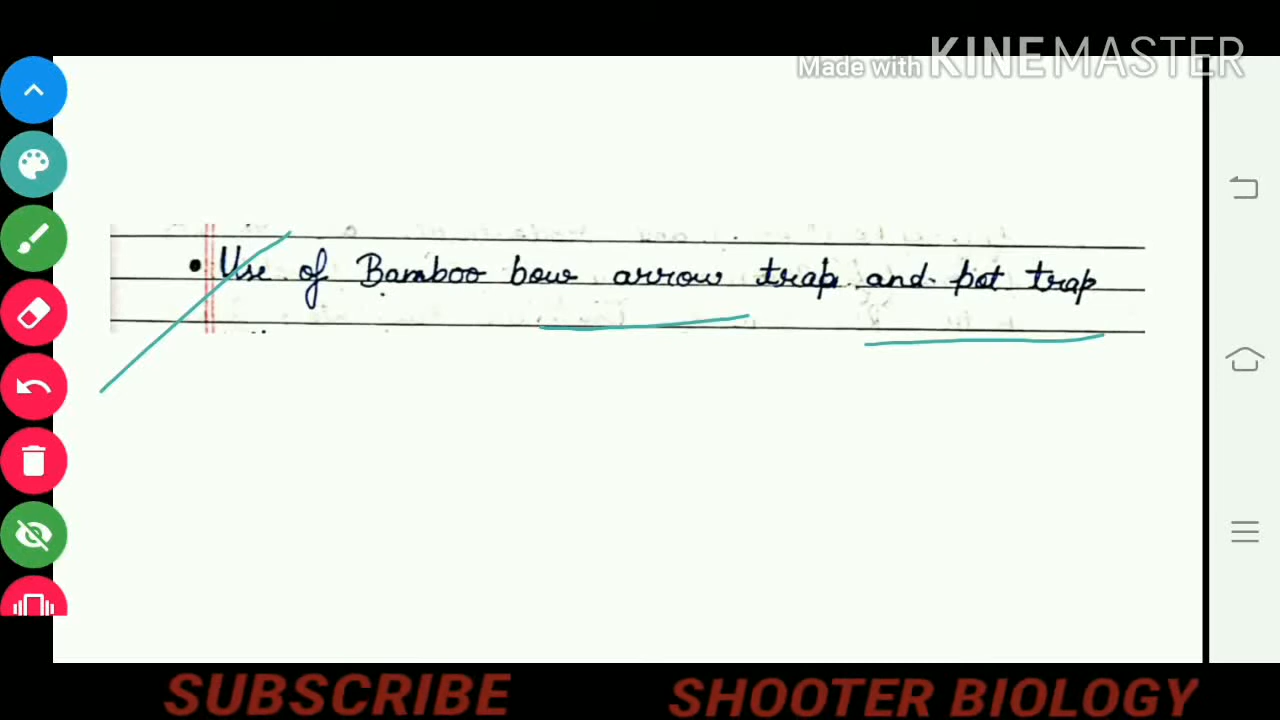 Made with KINEMASTER
• Use of Bamboo bow arrow trap and pot trap
SUBSCRIBE SHOOTER BIOLOGY